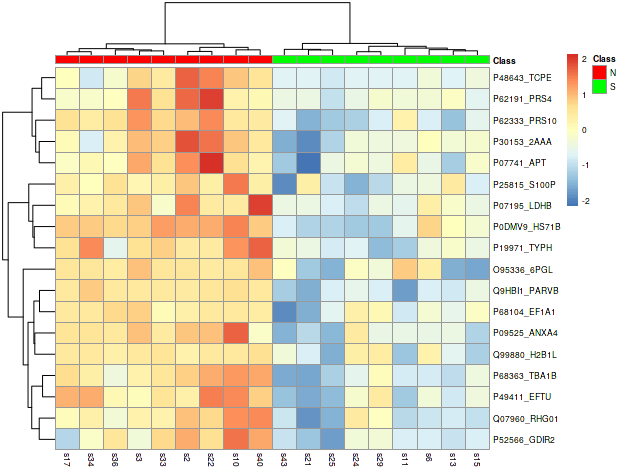 Class
P48643_TCPE
P62191_PRS4
P62333_PRS10
P30153_2AAA
P07741_APT
P25815_S100P
P07195_LDHB
P0DMV9_HS71B
P19971_TYPH
O95336_6PGL
Q9HBI1_PARVB
P68104_EF1A1
P09525_ANXA4
Q99880_H2B1L
P68363_TBA1B
P49411_EFTU
Q07960_RHG01
P52566_GDIR2
s17 s34 s36 s3 s33 s2 s22 s10 s40 s43 s21 s25 s24 s29 s11 s6 s13 s15
2
1
0
-1
-2
Class
N
S